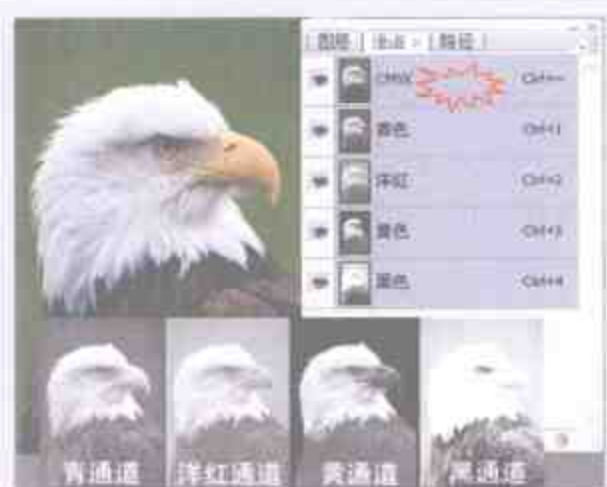 图层 通道 × 路径
CMYK Ctrl+~
青色 Ctrl+1
洋红 Ctrl+2
黄色 Ctrl+3
黑色 Ctrl+4
青通道 洋红通道 黄通道 黑通道